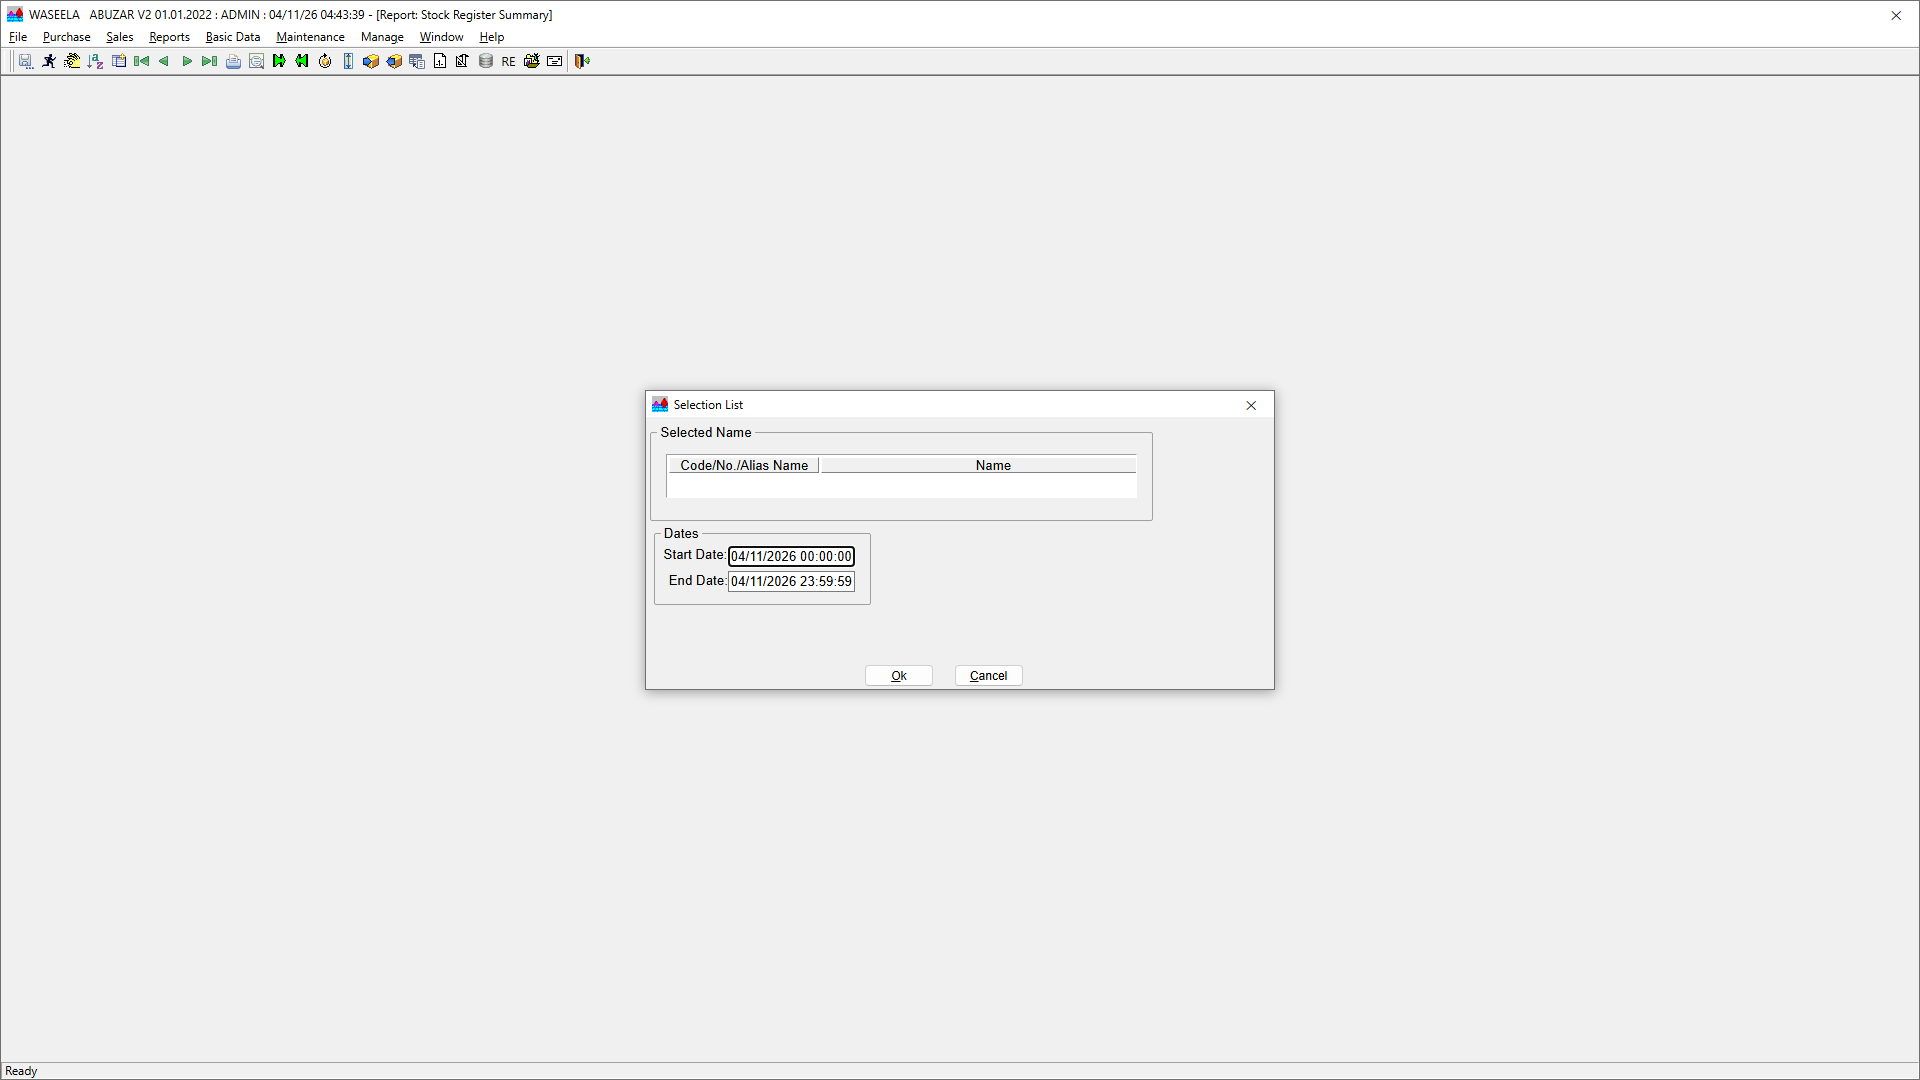 WASEELA ABUZAR V2 01.01.2022 : ADMIN : 04/11/26 04:43:39 - [Report: Stock Register Summary]
File Purchase Sales Reports Basic Data Maintenance Manage Window Help
RE
Selection List
Selected Name
Code/No./Alias Name Name
Dates
Start Date: 04/11/2026 00:00:00
End Date: 04/11/2026 23:59:59
Ok Cancel
Ready